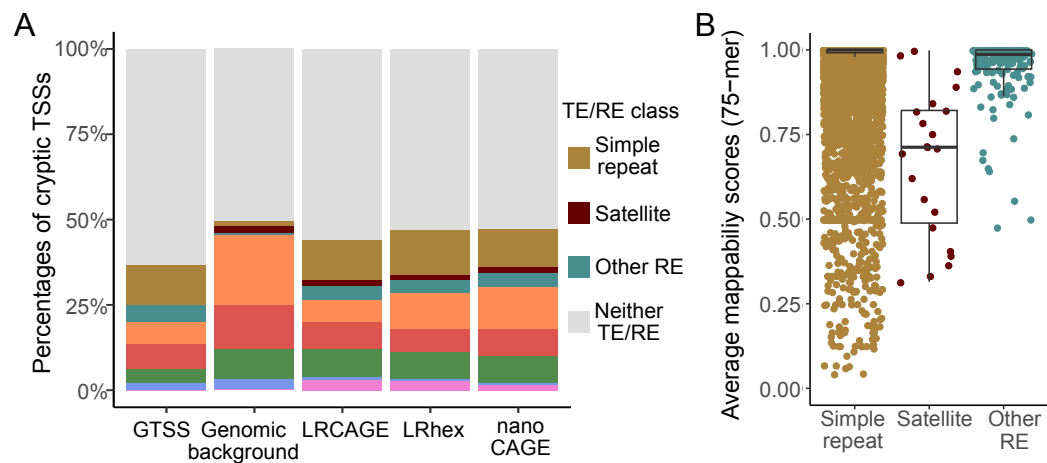 A
Percentages of cryptic TSSs
100%
75%
50%
25%
0%
GTSS
Genomic
background
LRCAGE
LRhex
nano
CAGE
TE/RE class
Simple
repeat
Satellite
Other RE
Neither
TE/RE
B
Average mappabiliy scores (75−mer)
1.00
0.75
0.50
0.25
0.00
Simple
repeat
Satellite
Other
RE